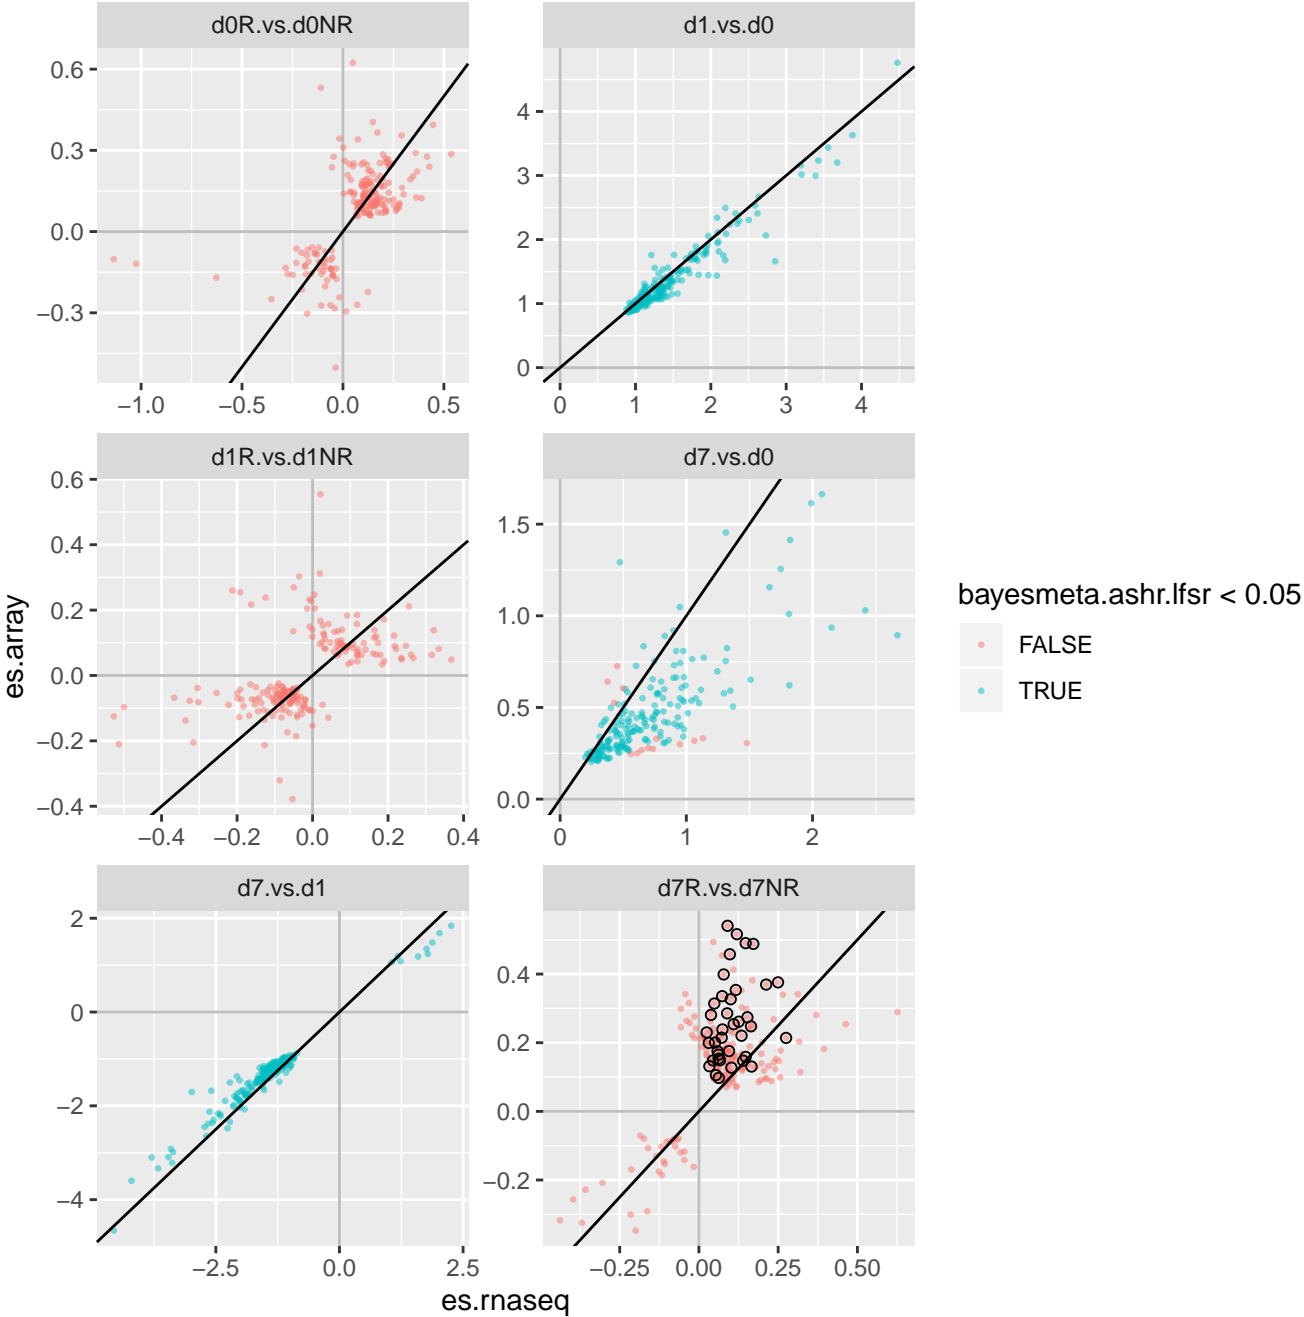 d0R.vs.d0NR
d1.vs.d0
0.6
0.3
0.0
−0.3
4
3
2
1
0
−1.0 −0.5 0.0 0.5
0 1 2 3 4
d1R.vs.d1NR
d7.vs.d0
0.6
0.4
0.2
0.0
−0.2
−0.4
1.5
1.0
0.5
0.0
−0.4 −0.2 0.0 0.2 0.4
0 1 2
d7.vs.d1
d7R.vs.d7NR
2
0
−2
−4
0.4
0.2
0.0
−0.2
−2.5 0.0 2.5
−0.25 0.00 0.25 0.50
es.rnaseq
es.array
bayesmeta.ashr.lfsr < 0.05
FALSE
TRUE